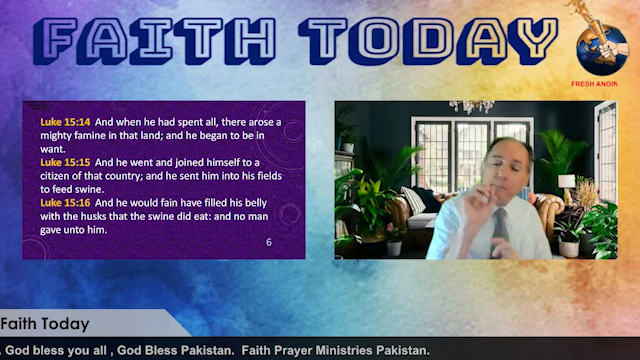 FAITH TODAY
FRESH ANOIN
Luke 15:14 And when he had spent all, there arose a
mighty famine in that land; and he began to be in
want.
Luke 15:15 And he went and joined himself to a
citizen of that country; and he sent him into his fields
to feed swine.
Luke 15:16 And he would fain have filled his belly
with the husks that the swine did eat: and no man
gave unto him.
6
Faith Today
. God bless you all , God Bless Pakistan. Faith Prayer Ministries Pakistan.